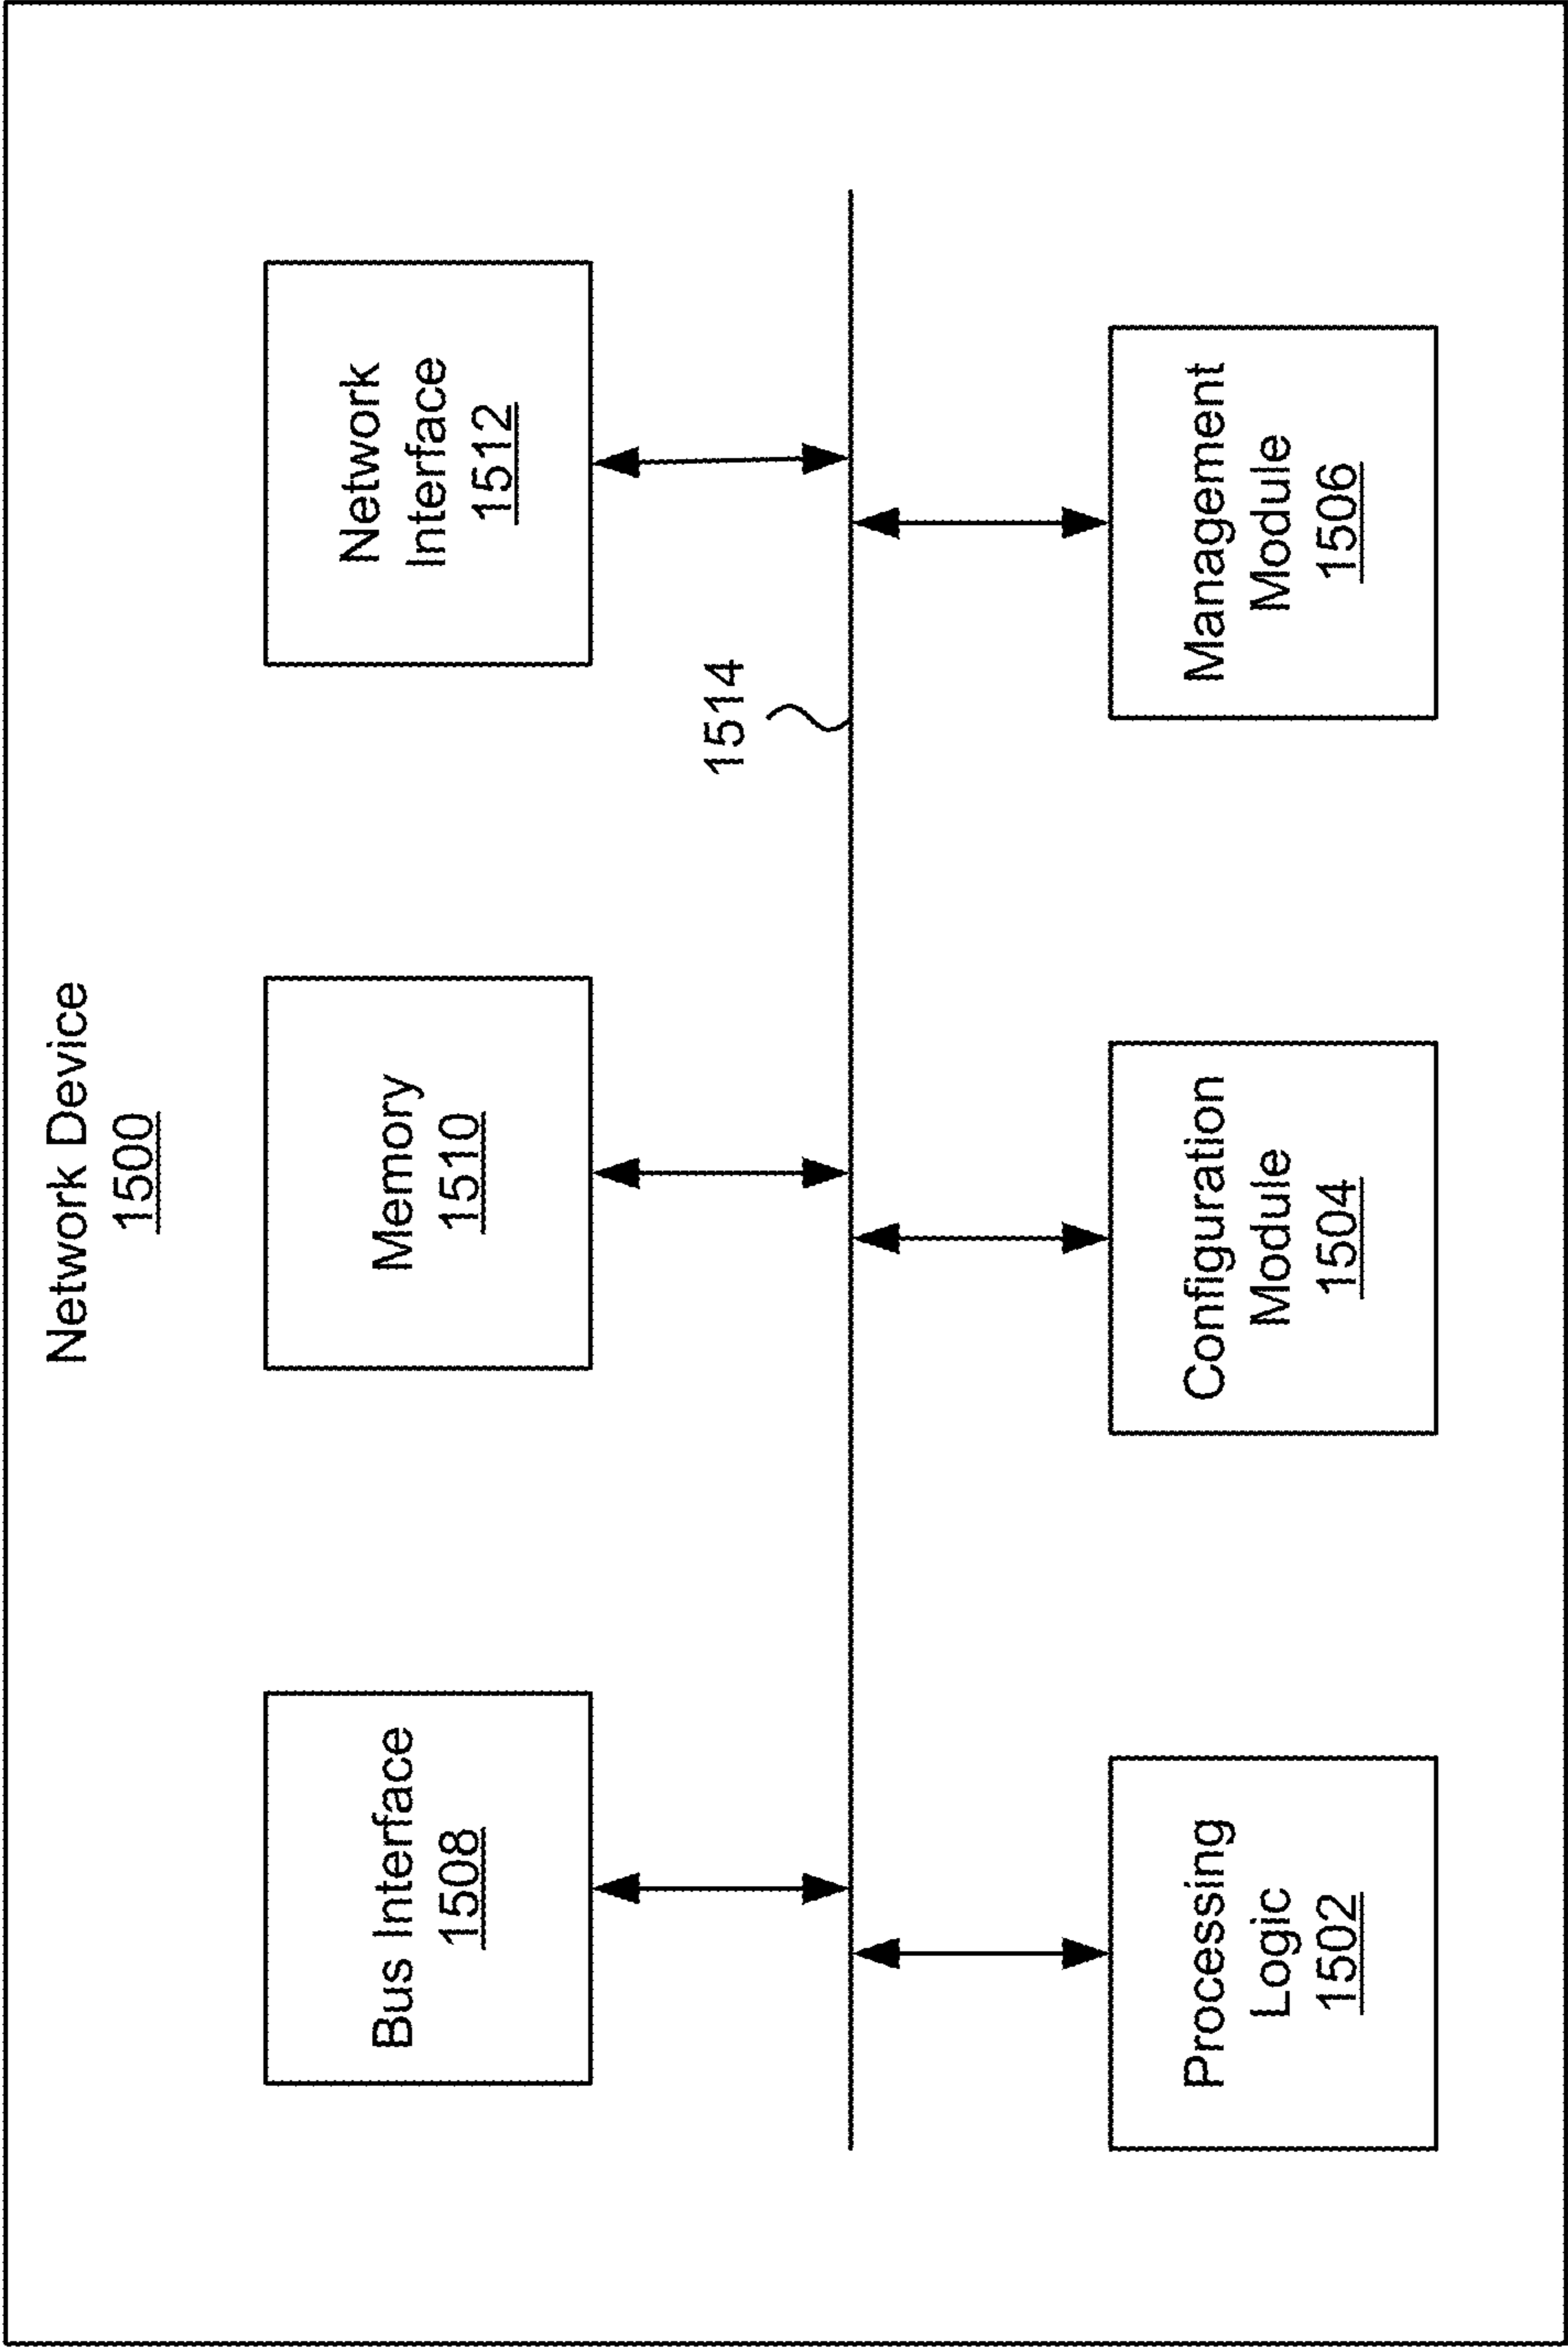 Network Device
1500
Bus Interface
1508
Memory
1510
Network
Interface
1512
1514
Processing
Logic
1502
Configuration
Module
1504
Management
Module
1506